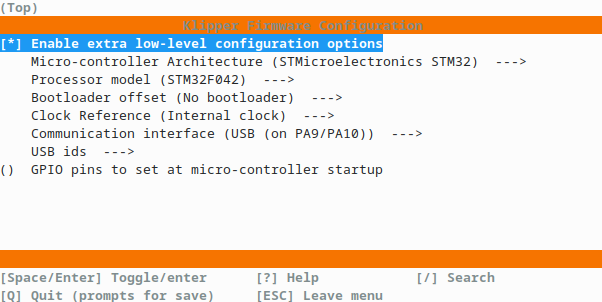 (Top)
Klipper Firmware Configuration
[*] Enable extra low-level configuration options
Micro-controller Architecture (STMicroelectronics STM32)  --->
Processor model (STM32F042)  --->
Bootloader offset (No bootloader)  --->
Clock Reference (Internal clock)  --->
Communication interface (USB (on PA9/PA10))  --->
USB ids  --->
()  GPIO pins to set at micro-controller startup
[Space/Enter] Toggle/enter [?] Help [/] Search
[Q] Quit (prompts for save) [ESC] Leave menu